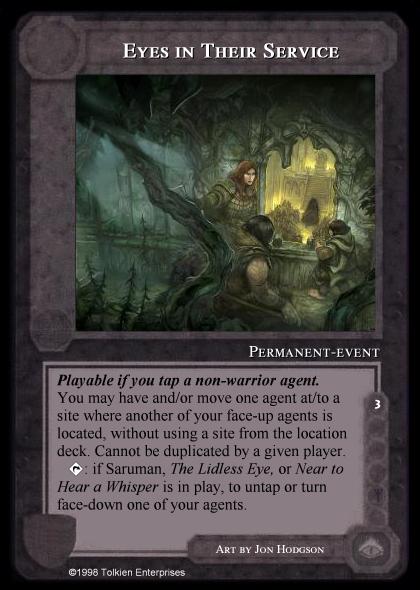 Eyes in Their Service
Permanent-event
Playable if you tap a non-warrior agent.
You may have and/or move one agent at/to a
site where another of your face-up agents is
located, without using a site from the location
deck. Cannot be duplicated by a given player.
: if Saruman, The Lidless Eye, or Near to
Hear a Whisper is in play, to untap or turn
face-down one of your agents.
3
Art by Jon Hodgson
©1998 Tolkien Enterprises